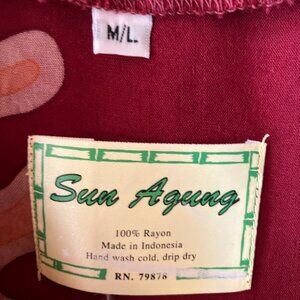 M/L.
Sun Agung
100% Rayon
Made in Indonesia
Hand wash cold, drip dry
RN. 79878